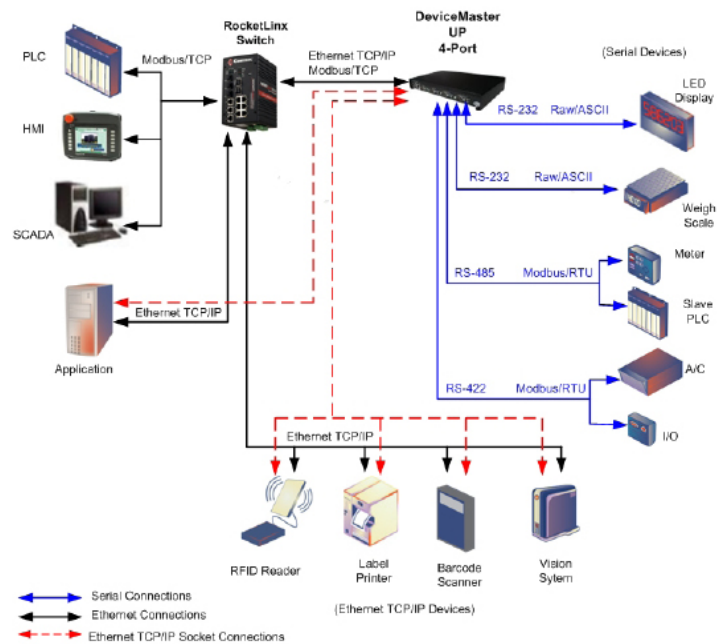 RocketLinx
Switch
DeviceMaster
UP
4-Port
PLC
Modbus/TCP
Ethernet TCP/IP
Modbus/TCP
(Serial Devices)
LED
Display
HMI
RS-232 Raw/ASCII
RS-232 Raw/ASCII
Weigh
Scale
SCADA
Meter
RS-485 Modbus/RTU
Slave
PLC
Ethernet TCP/IP
Application
A/C
RS-422 Modbus/RTU
I/O
Ethernet TCP/IP
RFID Reader
Label
Printer
Barcode
Scanner
Vision
Sytem
Serial Connections
Ethernet Connections
(Ethernet TCP/IP Devices)
Ethernet TCP/IP Socket Connections